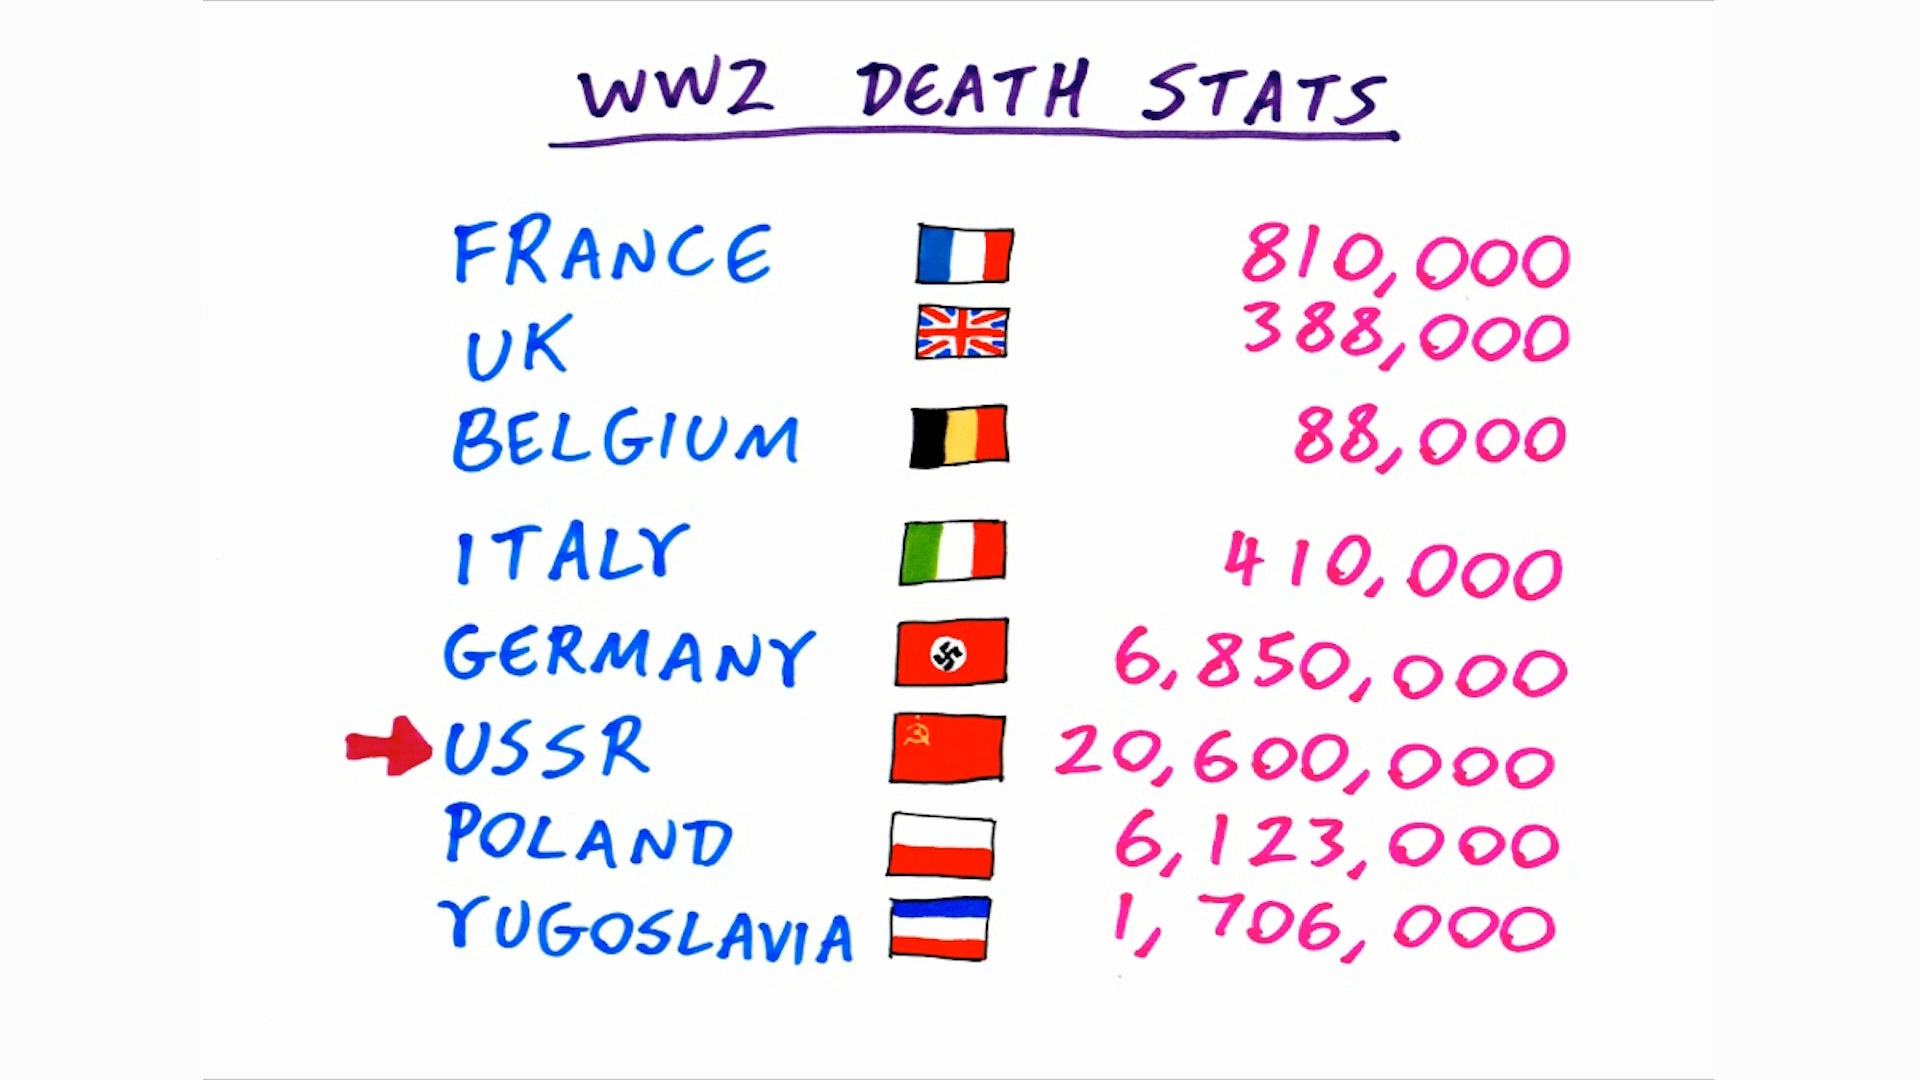 WW2 DEATH STATS
FRANCE 810,000
UK 388,000
BELGIUM 88,000
ITALY 410,000
GERMANY 6,850,000
USSR 20,600,000
POLAND 6,123,000
YUGOSLAVIA 1,706,000